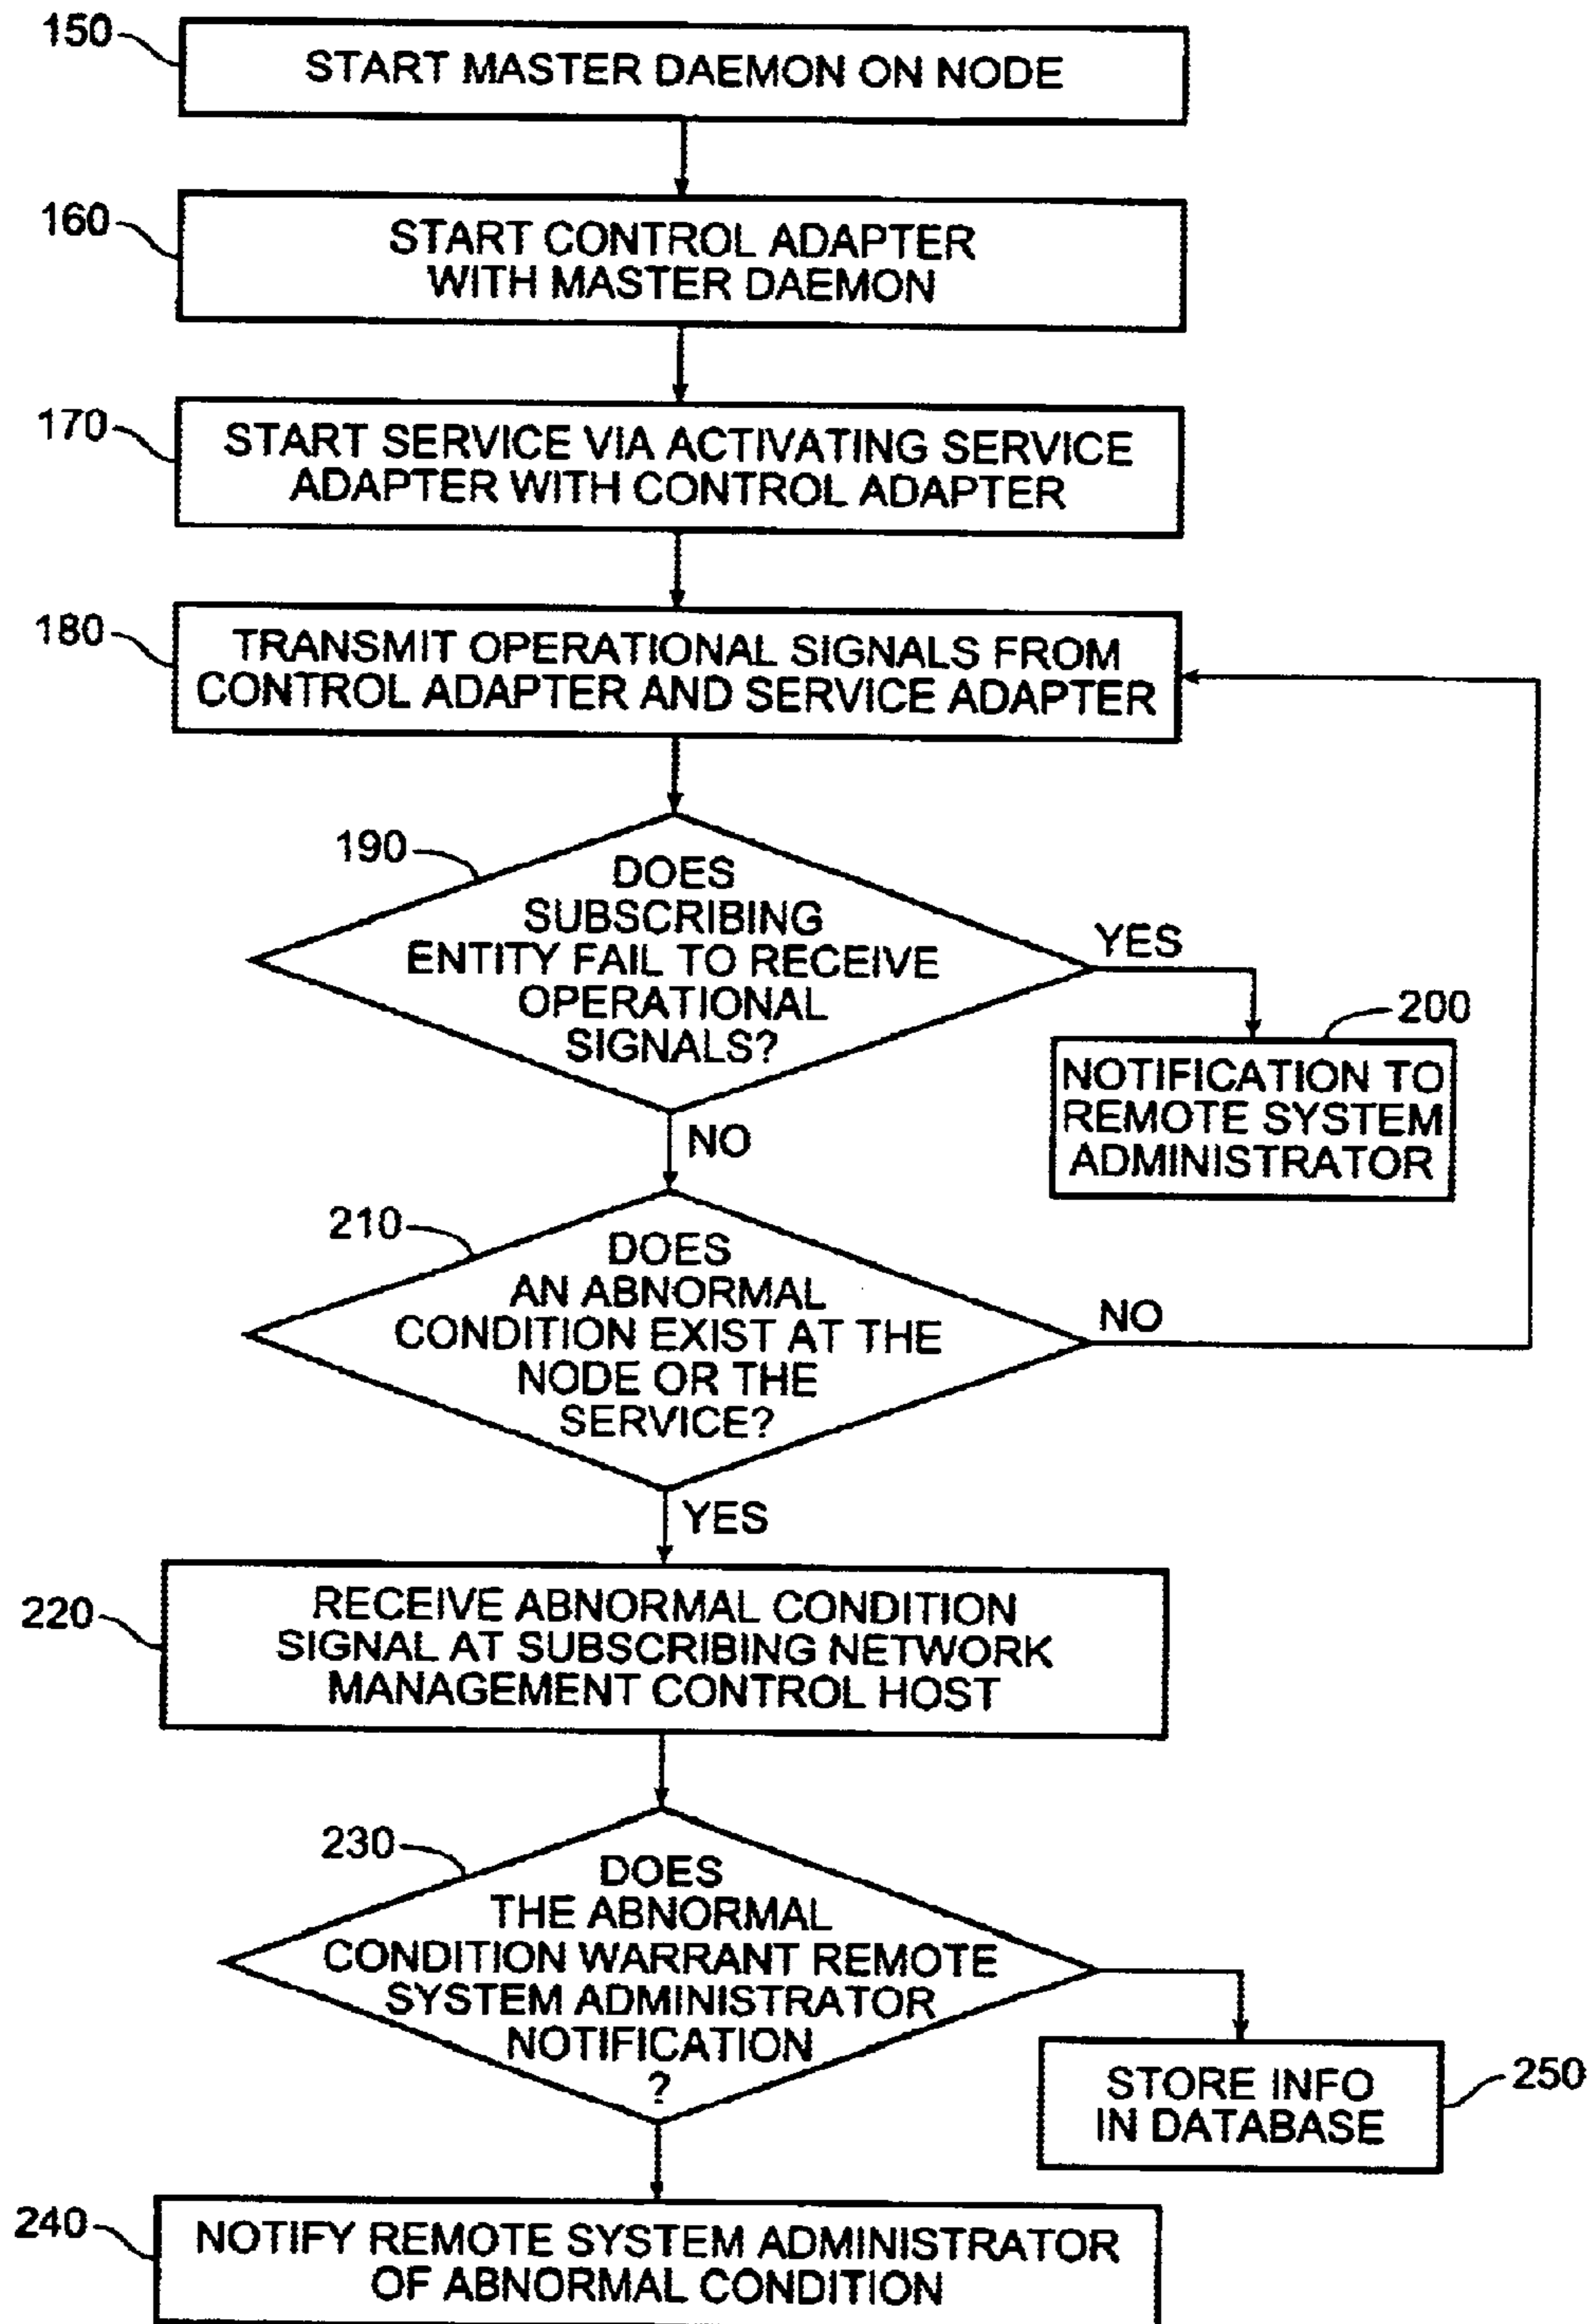 150
START MASTER DAEMON ON NODE
160
START CONTROL ADAPTER
WITH MASTER DAEMON
170
START SERVICE VIA ACTIVATING SERVICE
ADAPTER WITH CONTROL ADAPTER
180
TRANSMIT OPERATIONAL SIGNALS FROM
CONTROL ADAPTER AND SERVICE ADAPTER
190
DOES
SUBSCRIBING
ENTITY FAIL TO RECEIVE
OPERATIONAL
SIGNALS?
YES
200
NOTIFICATION TO
REMOTE SYSTEM
ADMINISTRATOR
NO
210
DOES
AN ABNORMAL
CONDITION EXIST AT THE
NODE OR THE
SERVICE?
NO
YES
220
RECEIVE ABNORMAL CONDITION
SIGNAL AT SUBSCRIBING NETWORK
MANAGEMENT CONTROL HOST
230
DOES
THE ABNORMAL
CONDITION WARRANT REMOTE
SYSTEM ADMINISTRATOR
NOTIFICATION
?
STORE INFO
IN DATABASE
250
240
NOTIFY REMOTE SYSTEM ADMINISTRATOR
OF ABNORMAL CONDITION